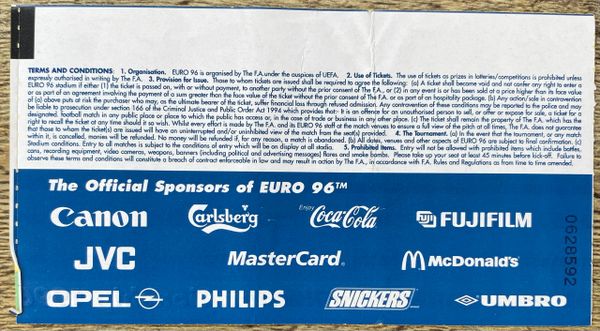 TERMS AND CONDITIONS: 1. Organisation. EURO 96 is organised by The F.A. under the auspices of UEFA. 2. Use of Tickets. The use of tickets as prizes in lotteries/competitions is prohibited unless
expressly authorised in writing by The F.A. 3. Provision for Issue. Those to whom tickets are issued shall be required to agree to the following: (a) A ticket shall become void and not confer any right to enter a
EURO 96 stadium if either (1) the ticket is passed on, with or without payment, to another party without the prior consent of The F.A., or (2) in any event it is or has been sold at a price higher than its face value
or as part of an agreement involving the payment of a sum greater than the face value of the ticket without the prior consent of The F.A. or as part of an hospitality package. (b) Any action/sale in contravention
of (a) above puts at risk the purchaser who may, as the ultimate bearer of the ticket, suffer financial loss through refused admission. Any contravention of these conditions may be reported to the police and may
be liable to prosecution under section 166 of the Criminal Justice and Public Order Act 1994 which provides that:- It is an offence for an unauthorised person to sell, or offer or expose for sale, a ticket for a
designated football match in any public place or place to which the public has access or, in the case of trade or business in any other place. (c) The ticket shall remain the property of The F.A. which has the
right to recall the ticket at any time should it so wish. Whilst every effort is made by The F.A. and its EURO 96 staff at the match venues to ensure a full view of the pitch at all times, The F.A. does not guarantee
that those to whom the ticket(s) are issued will have an uninterrupted and/or uninhibited view of the match from the seat(s) provided. 4. The Event. (a) In the event that the tournament, or any match
within it, is cancelled, monies will be refunded. No money will be refunded if, for any reason, a match is abandoned. (b) All dates, venues and other aspects of EURO 96 are subject to final confirmation. (c)
Stadium conditions. Entry to all matches is subject to the conditions of entry which will be on display at all stadia. 5. Prohibited Items. Entry will not be allowed with prohibited items which include bottles,
cans, recording equipment, video cameras, weapons, banners (including political and advertising messages) flares and smoke bombs. Please take up your seat at least 45 minutes before kick-off. Failure to
observe these terms and conditions will constitute a breach of contract enforceable in law and may result in action by The F.A., in accordance with F.A. Rules and Regulations as from time to time amended.
The Official Sponsors of EURO 96™
Canon Carlsberg Enjoy Coca-Cola FUJI FUJIFILM
JVC MasterCard® McDonald's
OPEL PHILIPS SNICKERS UMBRO
0628592